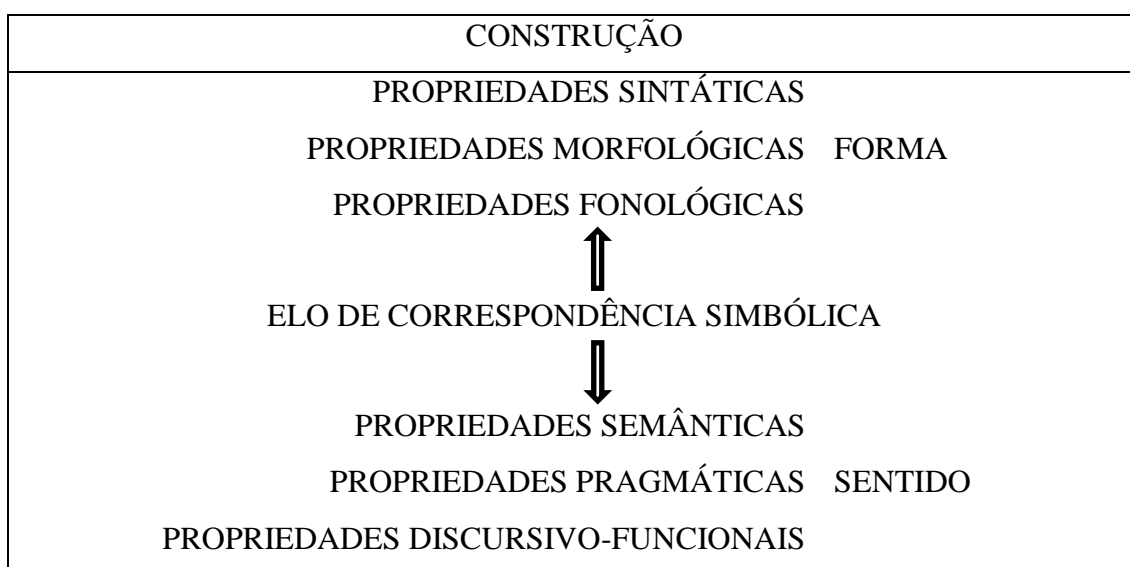 CONSTRUÇÃO
PROPRIEDADES SINTÁTICAS
PROPRIEDADES MORFOLÓGICAS FORMA
PROPRIEDADES FONOLÓGICAS
ELO DE CORRESPONDÊNCIA SIMBÓLICA
PROPRIEDADES SEMÂNTICAS
PROPRIEDADES PRAGMÁTICAS SENTIDO
PROPRIEDADES DISCURSIVO-FUNCIONAIS